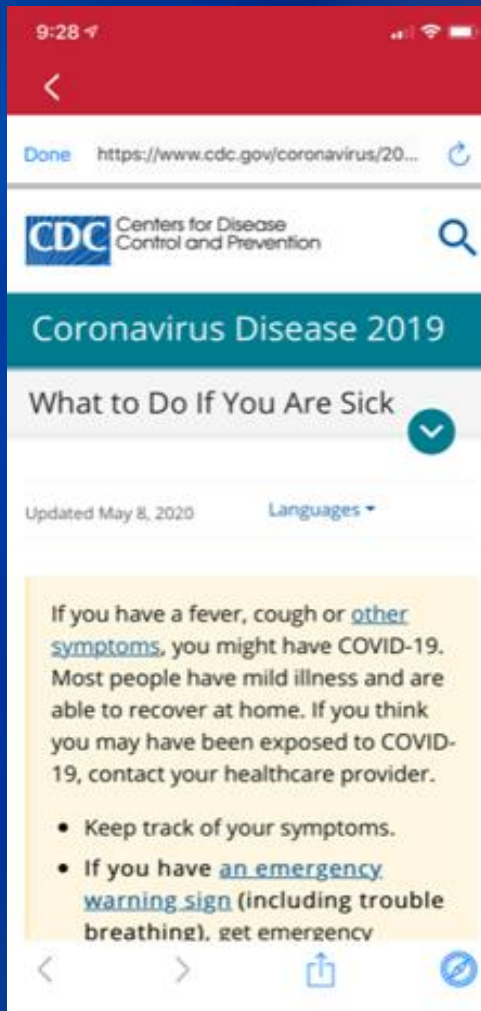 9:28
Done https://www.cdc.gov/coronavirus/20...
CDC Centers for Disease
Control and Prevention
Coronavirus Disease 2019
What to Do If You Are Sick
Updated May 8, 2020 Languages
If you have a fever, cough or other
symptoms, you might have COVID-19.
Most people have mild illness and are
able to recover at home. If you think
you may have been exposed to COVID-
19, contact your healthcare provider.
• Keep track of your symptoms.
• If you have an emergency
warning sign (including trouble
breathing), get emergency